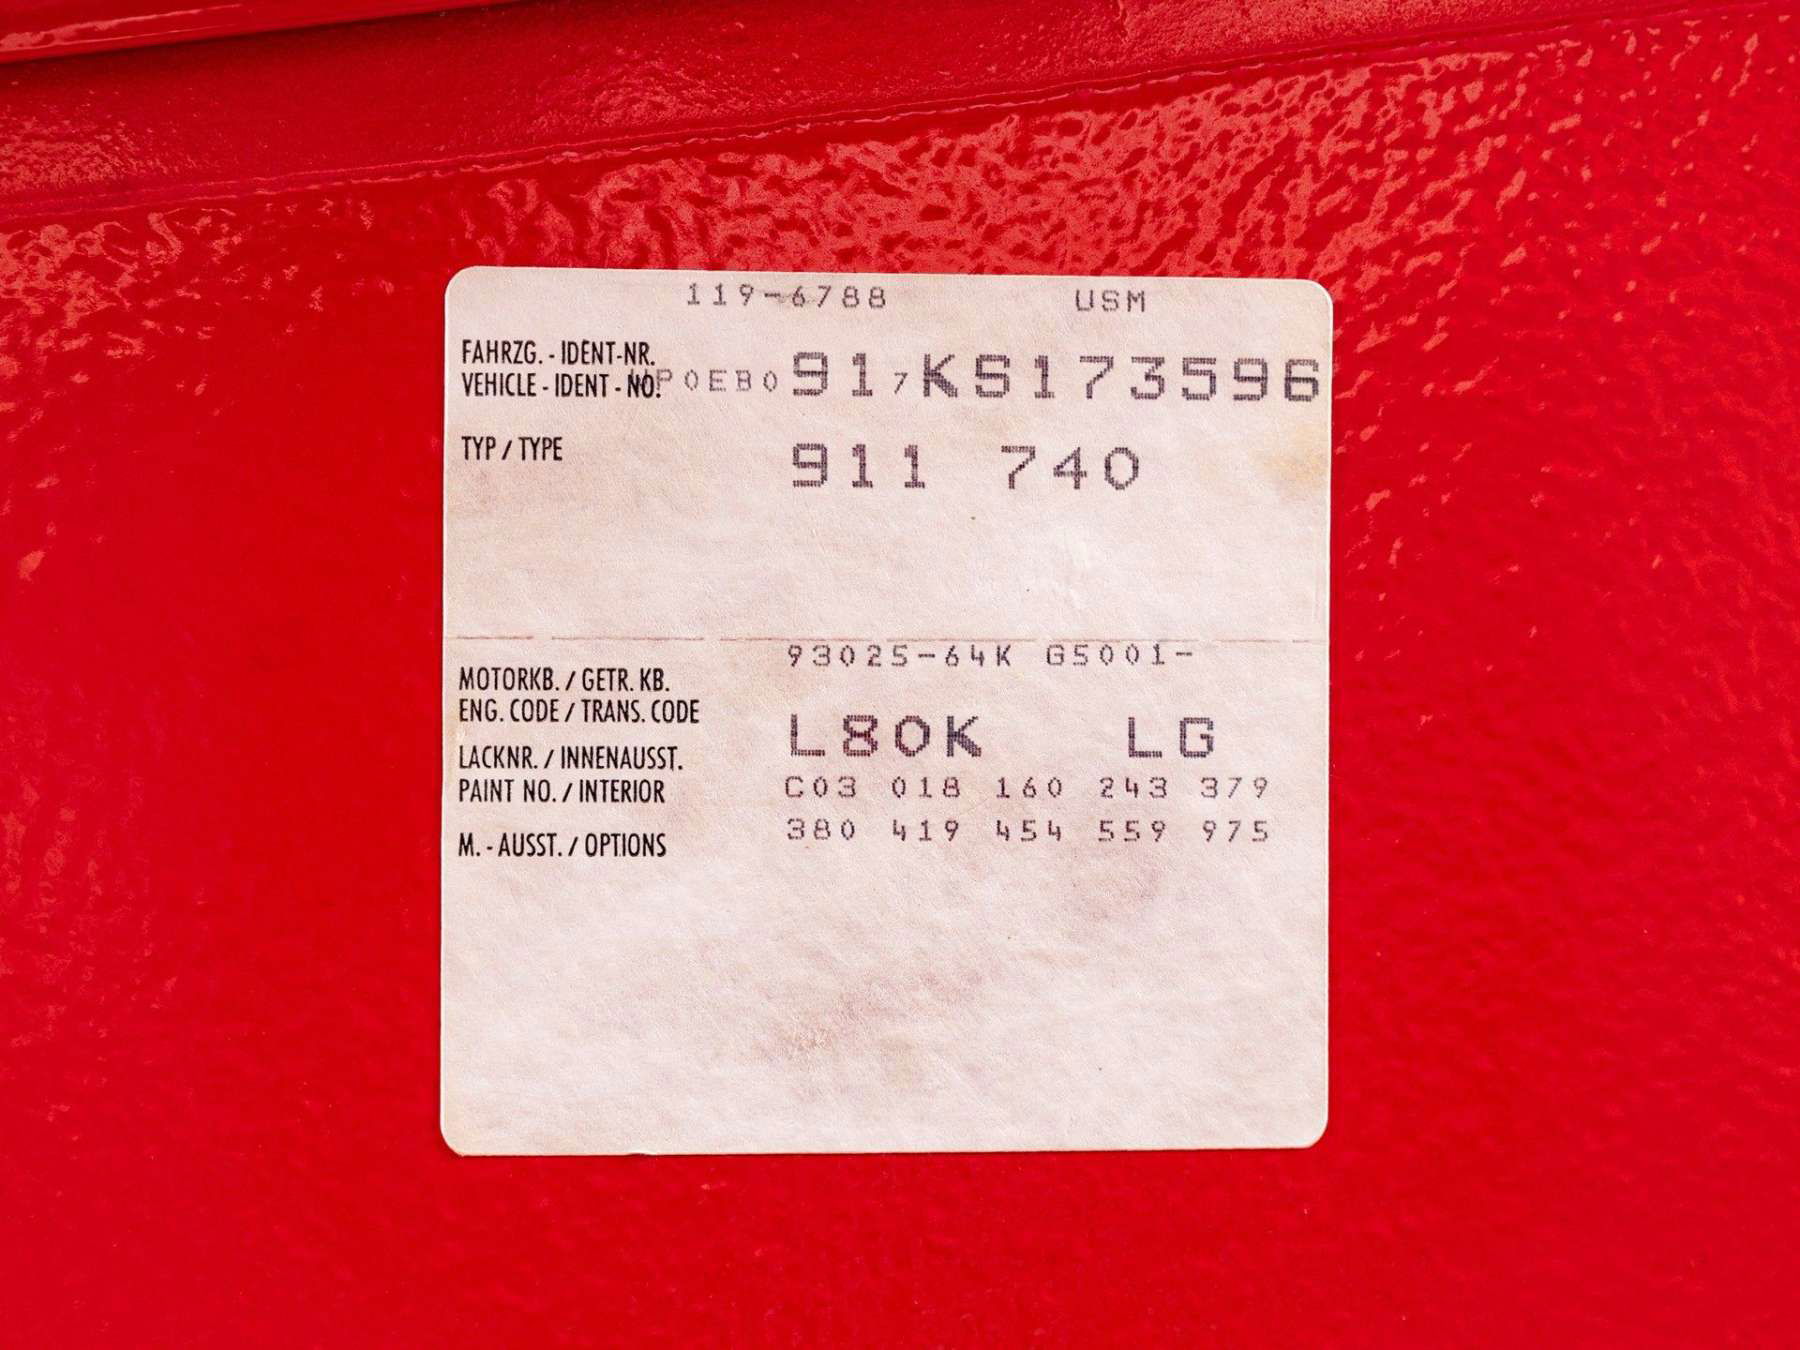 119-6788 USM
FAHRZG. - IDENT-NR.
VEHICLE - IDENT - NO. WP0EB0917KS173596
TYP / TYPE 911 740
93025-64K G5001-
MOTORKB. / GETR. KB.
ENG. CODE / TRANS. CODE
L80K LG
LACKNR. / INNENAUSST.
PAINT NO. / INTERIOR
C03 018 160 243 379
380 419 454 559 975
M. - AUSST. / OPTIONS